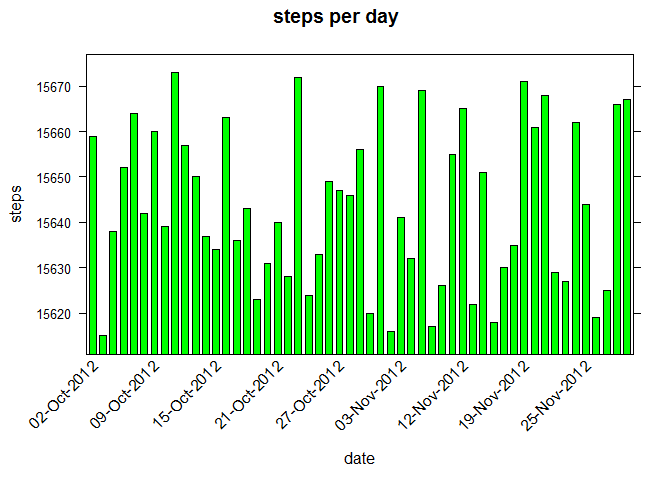 steps per day
15670
15660
15650
15640
15630
15620
steps
02-Oct-2012
09-Oct-2012
15-Oct-2012
21-Oct-2012
27-Oct-2012
03-Nov-2012
12-Nov-2012
19-Nov-2012
25-Nov-2012
date